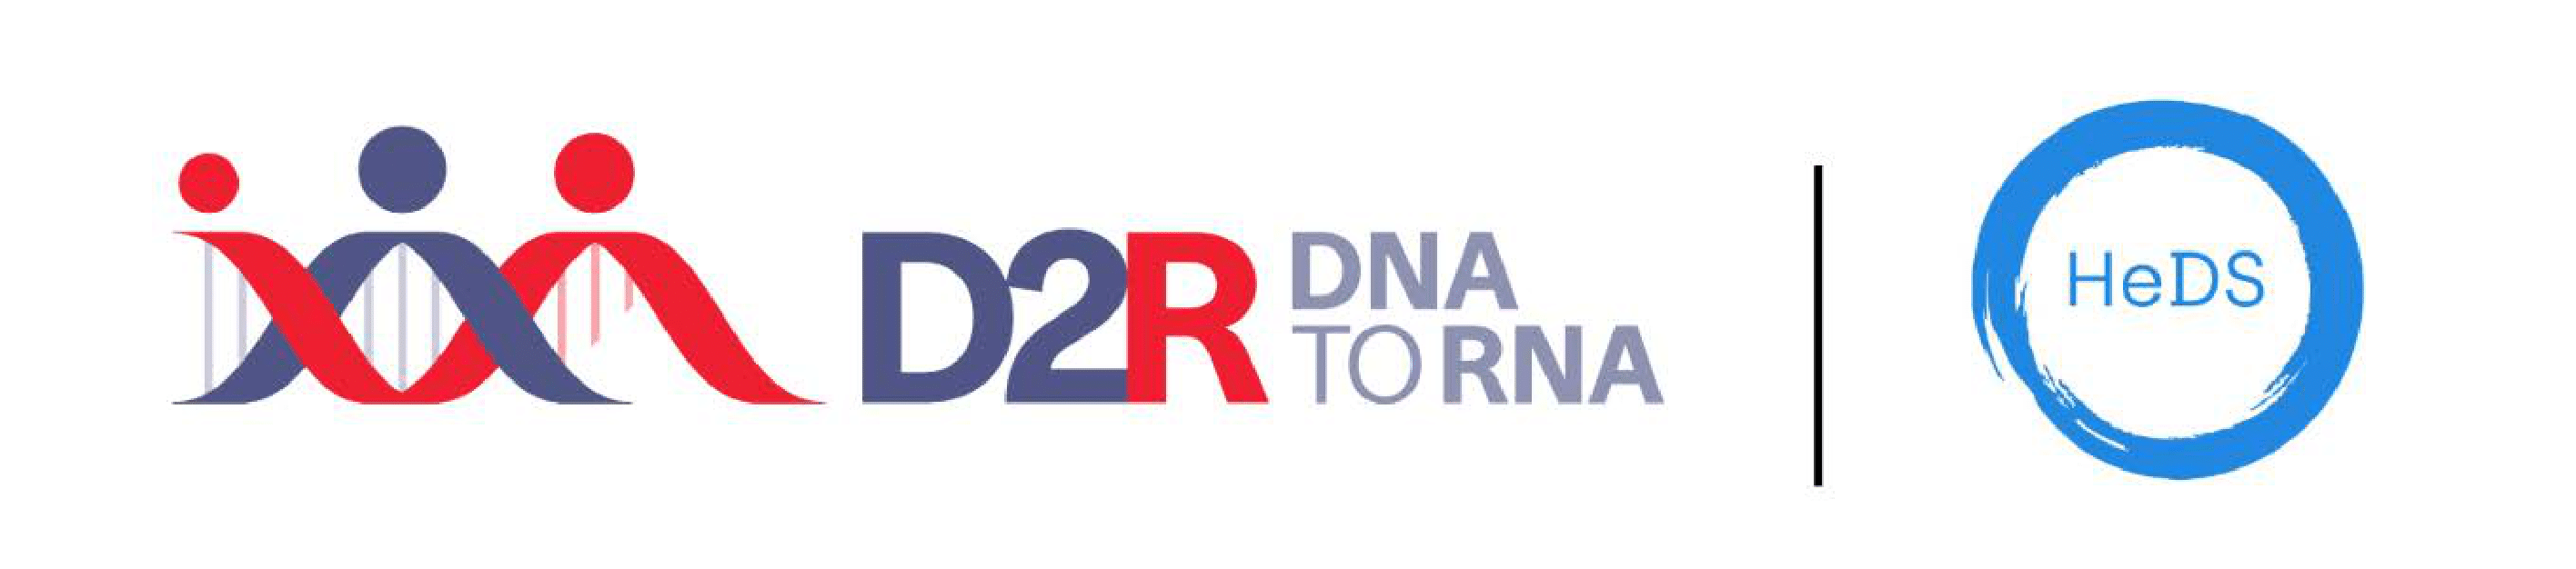 D2R
DNA
TO RNA
HeDS